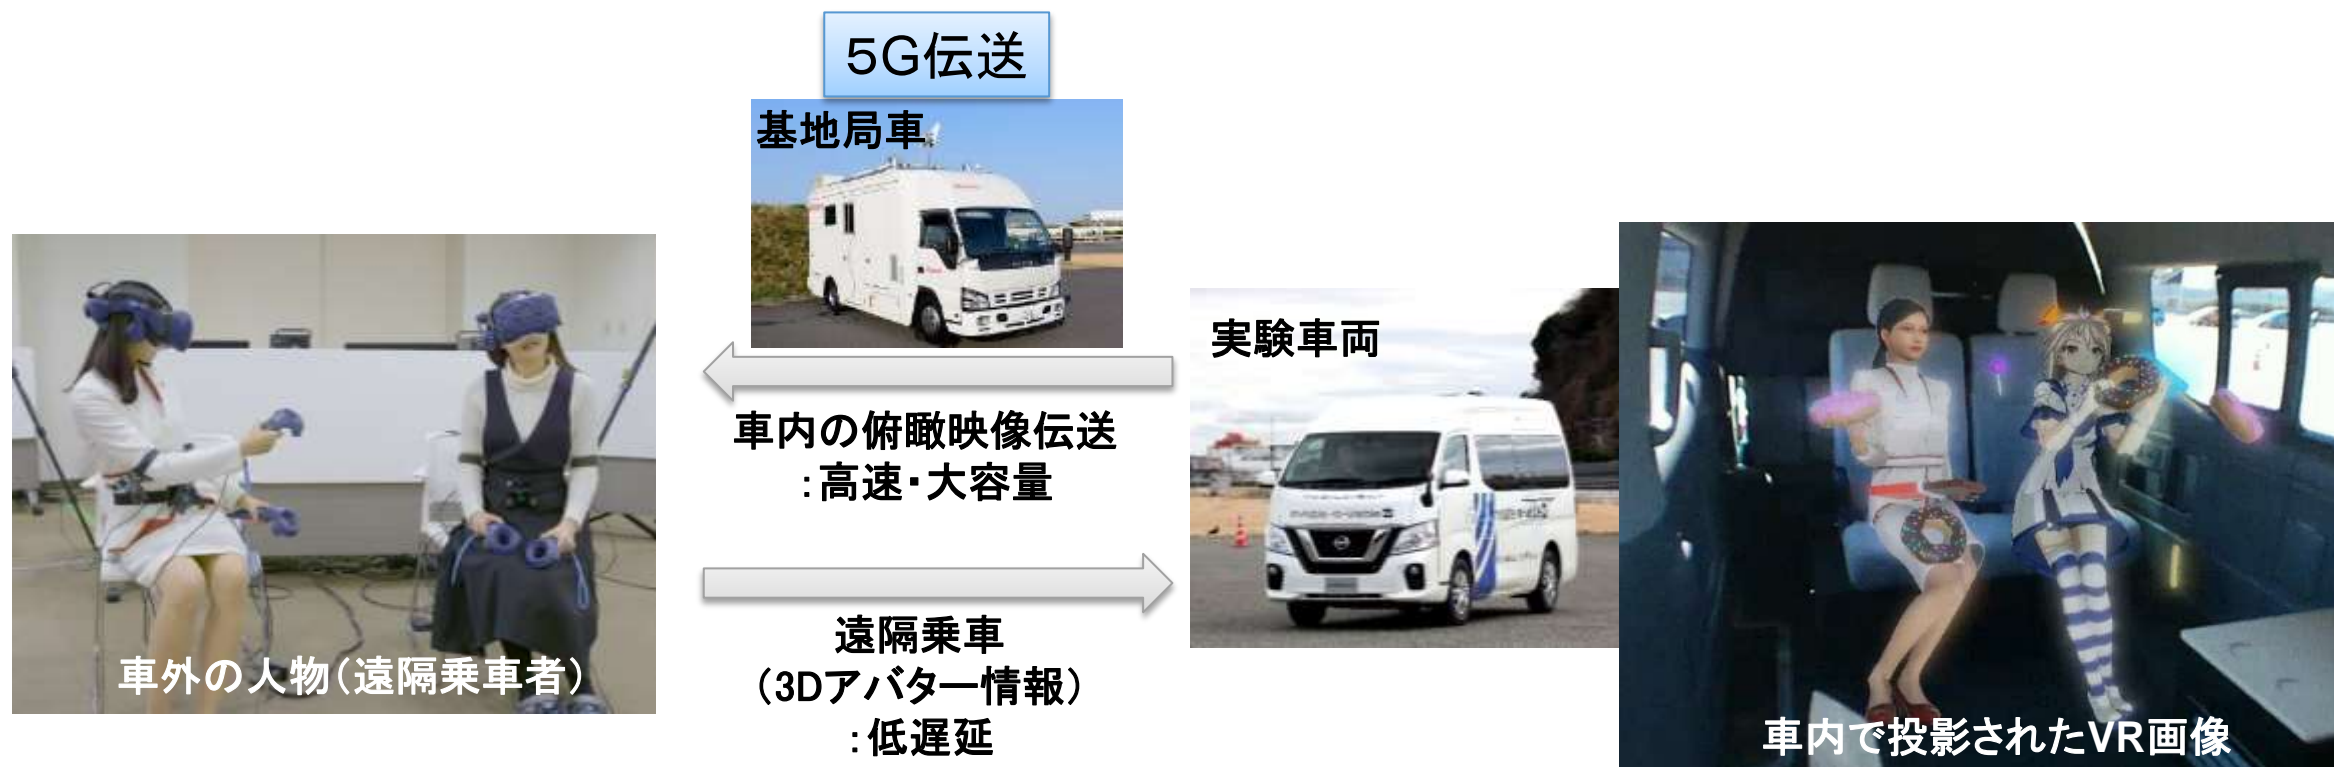 5G伝送
基地局車
実験車両
車内の俯瞰映像伝送
：高速・大容量
遠隔乗車
（3Dアバター情報）
：低遅延
車外の人物（遠隔乗車者）
車内で投影されたVR画像